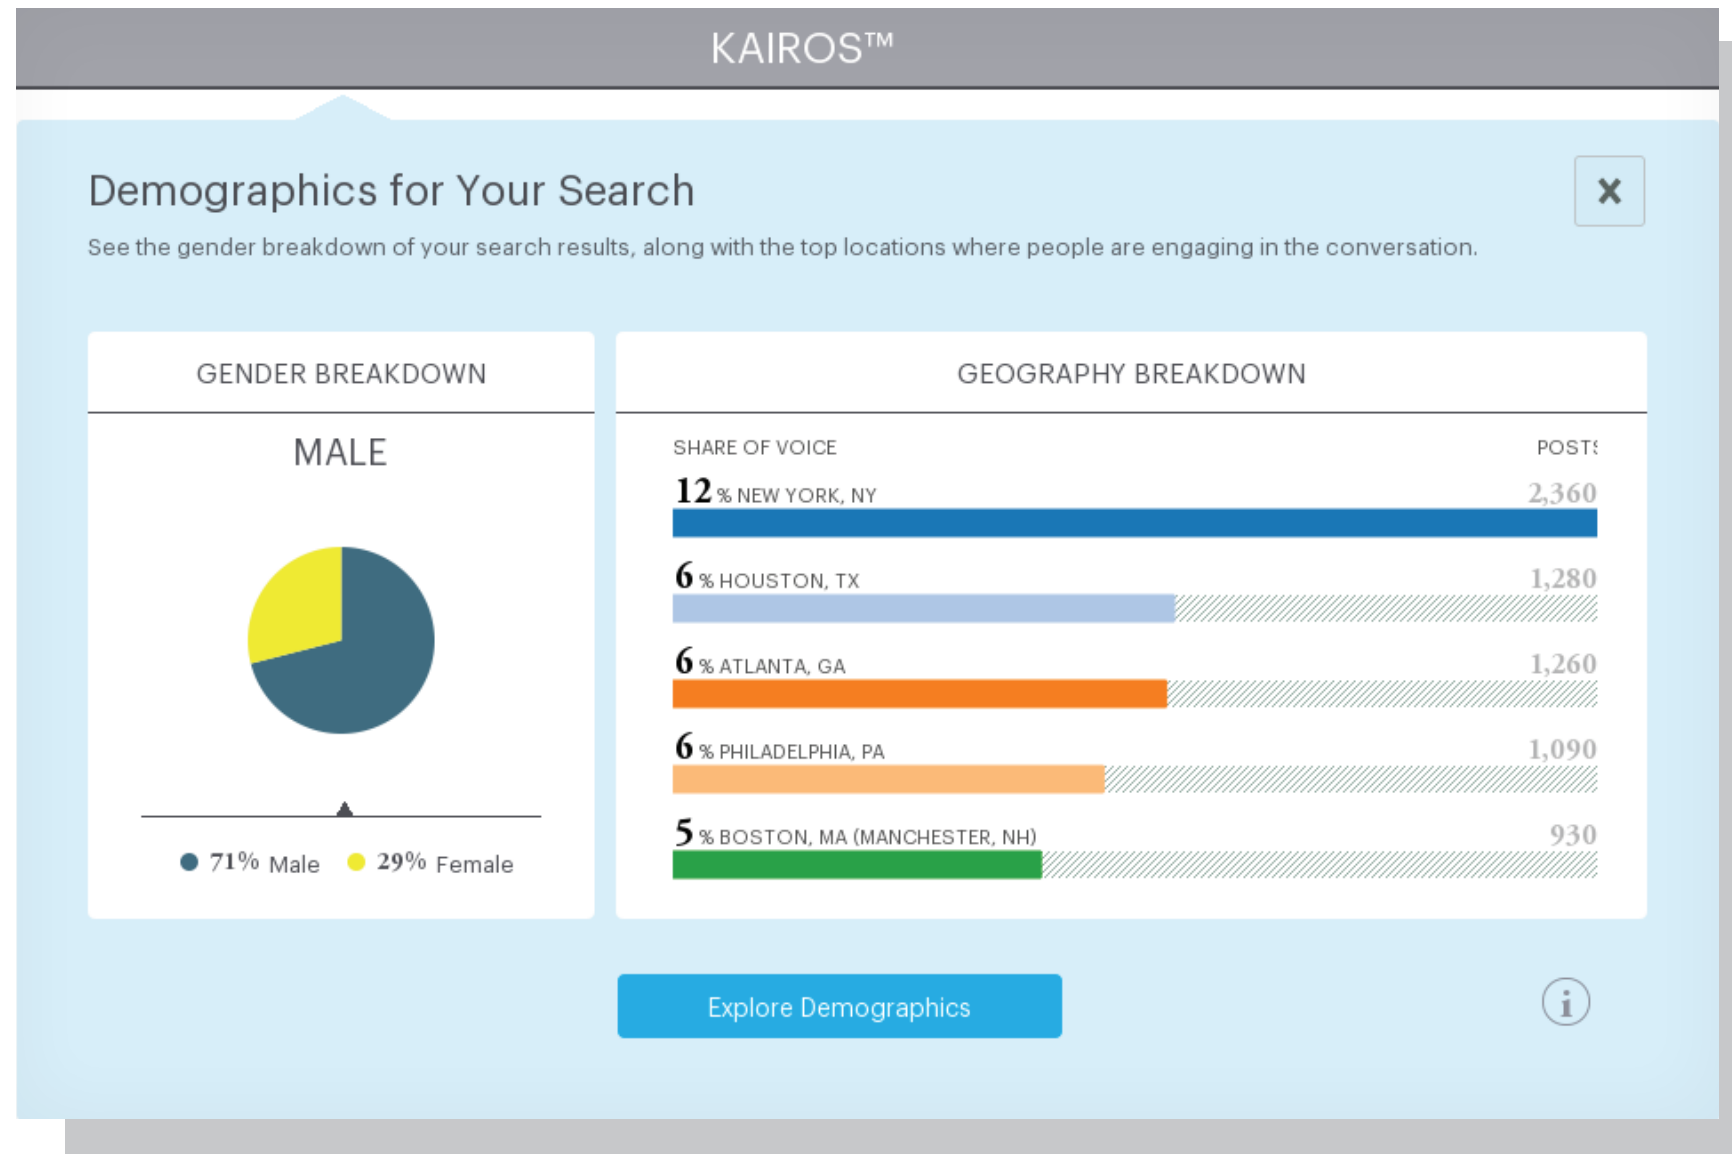 KAIROS™
Demographics for Your Search
See the gender breakdown of your search results, along with the top locations where people are engaging in the conversation.
GENDER BREAKDOWN
MALE
71% Male 29% Female
GEOGRAPHY BREAKDOWN
SHARE OF VOICE POSTS
12 % NEW YORK, NY 2,360
6 % HOUSTON, TX 1,280
6 % ATLANTA, GA 1,260
6 % PHILADELPHIA, PA 1,090
5 % BOSTON, MA (MANCHESTER, NH) 930
Explore Demographics
i